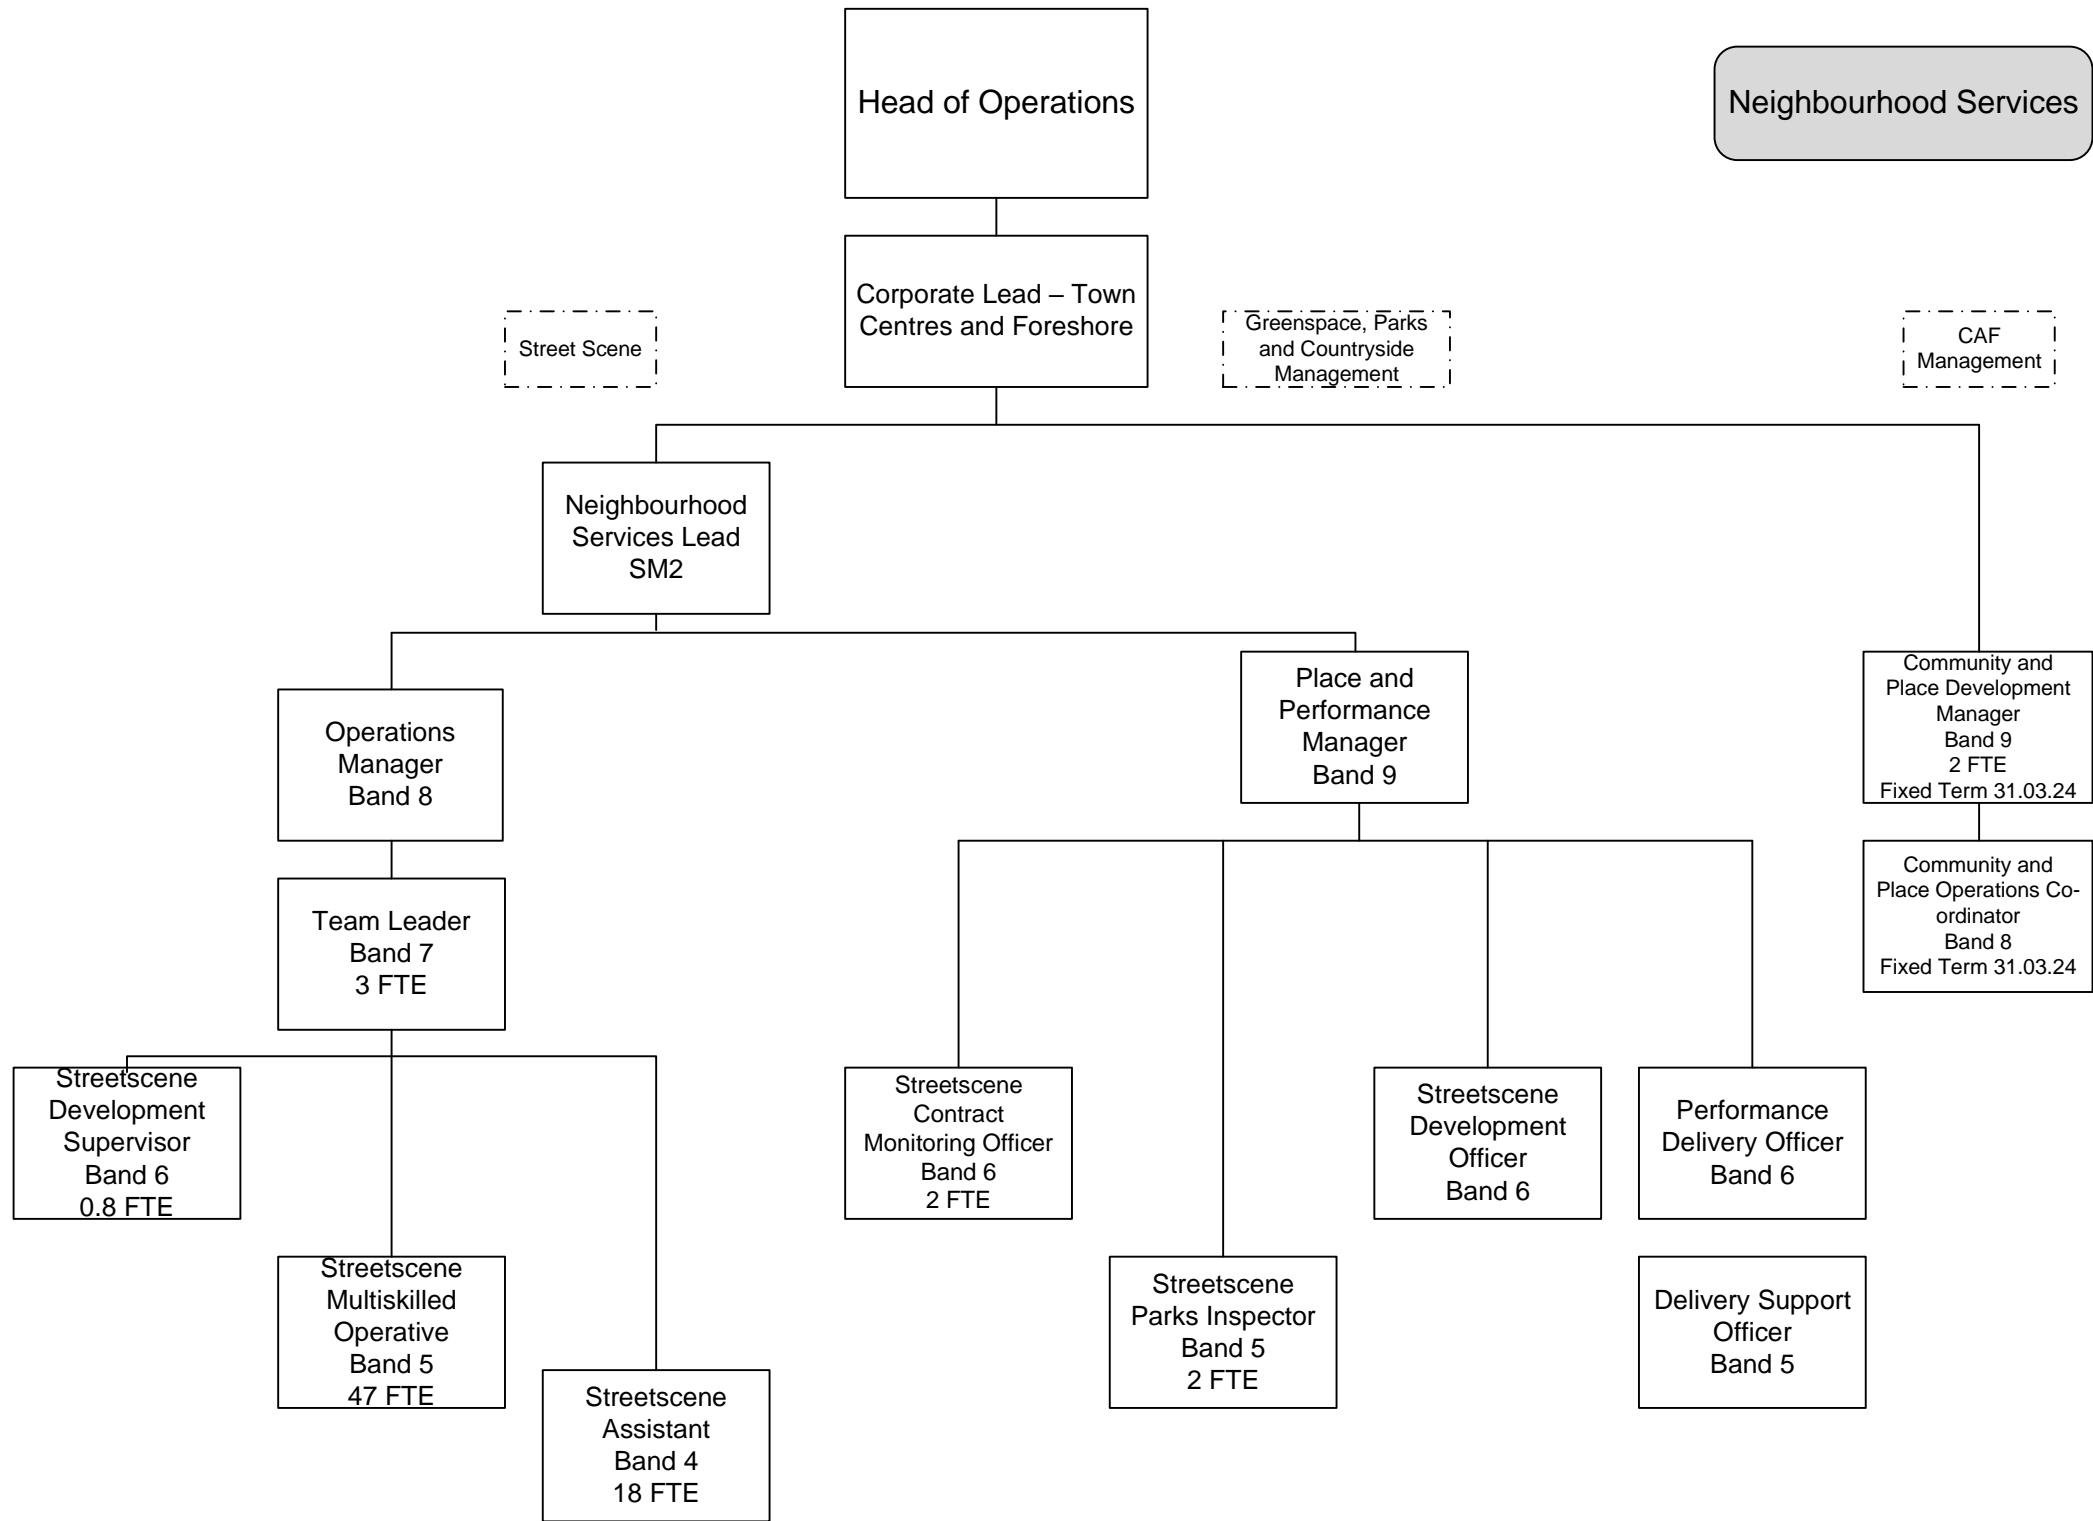 Head of Operations
Neighbourhood Services
Corporate Lead – Town
Centres and Foreshore
Street Scene
Greenspace, Parks
and Countryside
Management
CAF
Management
Neighbourhood
Services Lead
SM2
Operations
Manager
Band 8
Place and
Performance
Manager
Band 9
Community and
Place Development
Manager
Band 9
2 FTE
Fixed Term 31.03.24
Team Leader
Band 7
3 FTE
Community and
Place Operations Co-
ordinator
Band 8
Fixed Term 31.03.24
Streetscene
Development
Supervisor
Band 6
0.8 FTE
Streetscene
Contract
Monitoring Officer
Band 6
2 FTE
Streetscene
Development
Officer
Band 6
Performance
Delivery Officer
Band 6
Streetscene
Multiskilled
Operative
Band 5
47 FTE
Streetscene
Parks Inspector
Band 5
2 FTE
Delivery Support
Officer
Band 5
Streetscene
Assistant
Band 4
18 FTE